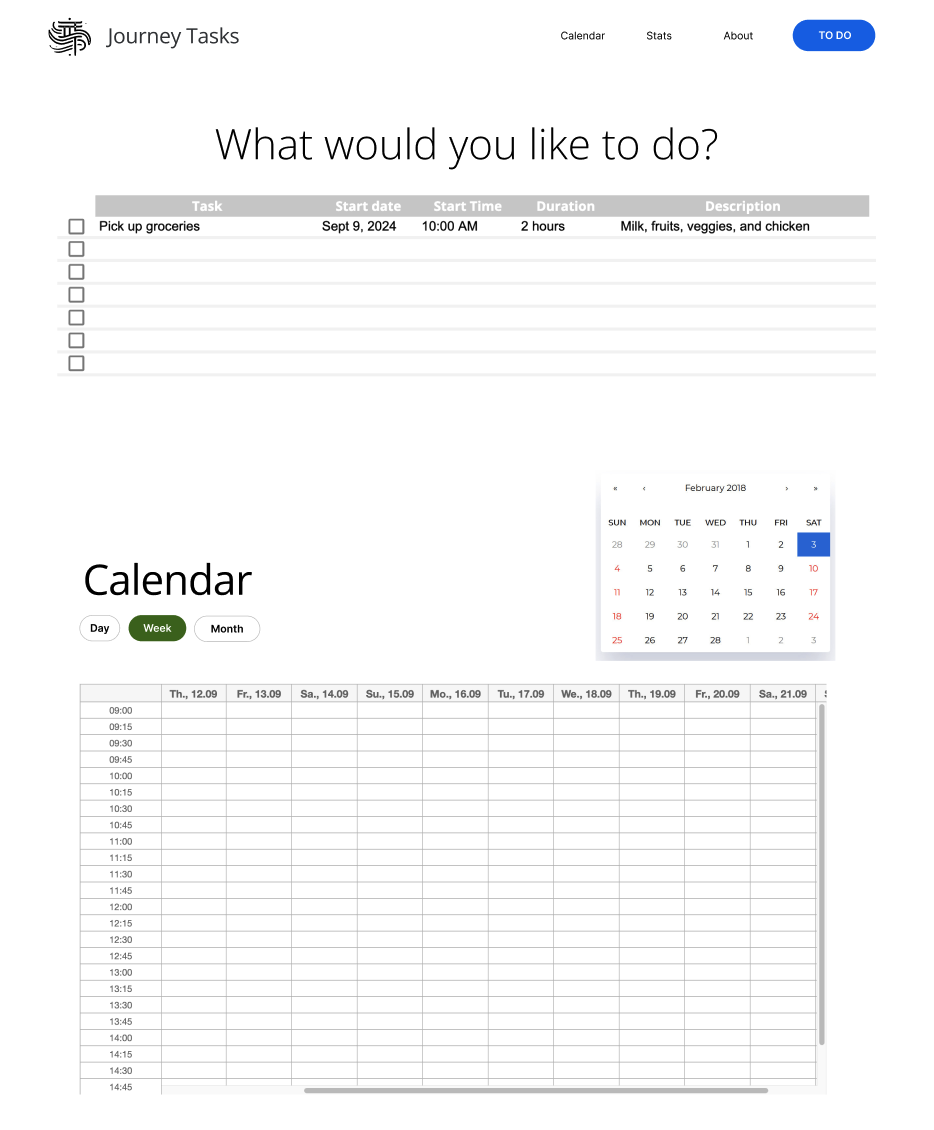 Journey Tasks Calendar Stats About TO DO
What would you like to do?
Task Start date Start Time Duration Description
Pick up groceries Sept 9, 2024 10:00 AM 2 hours Milk, fruits, veggies, and chicken
« ‹ February 2018 › »
SUN MON TUE WED THU FRI SAT
28 29 30 31 1 2 3
4 5 6 7 8 9 10
11 12 13 14 15 16 17
18 19 20 21 22 23 24
25 26 27 28 1 2 3
Calendar
Day Week Month
Th., 12.09 Fr., 13.09 Sa., 14.09 Su., 15.09 Mo., 16.09 Tu., 17.09 We., 18.09 Th., 19.09 Fr., 20.09 Sa., 21.09
09:00
09:15
09:30
09:45
10:00
10:15
10:30
10:45
11:00
11:15
11:30
11:45
12:00
12:15
12:30
12:45
13:00
13:15
13:30
13:45
14:00
14:15
14:30
14:45